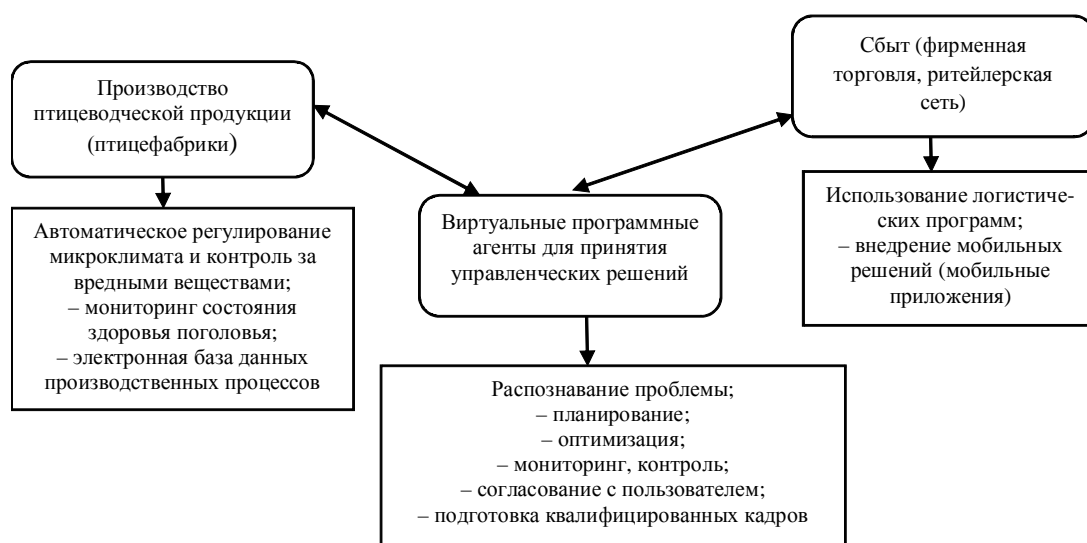 Производство
птицеводческой продукции
(птицефабрики)
Автоматическое регулирование
микроклимата и контроль за
вредными веществами;
– мониторинг состояния
здоровья поголовья;
– электронная база данных
производственных процессов
Виртуальные программные
агенты для принятия
управленческих решений
Распознавание проблемы;
– планирование;
– оптимизация;
– мониторинг, контроль;
– согласование с пользователем;
– подготовка квалифицированных кадров
Сбыт (фирменная
торговля, ритейлерская
сеть)
Использование логистиче-
ских программ;
– внедрение мобильных
решений (мобильные
приложения)